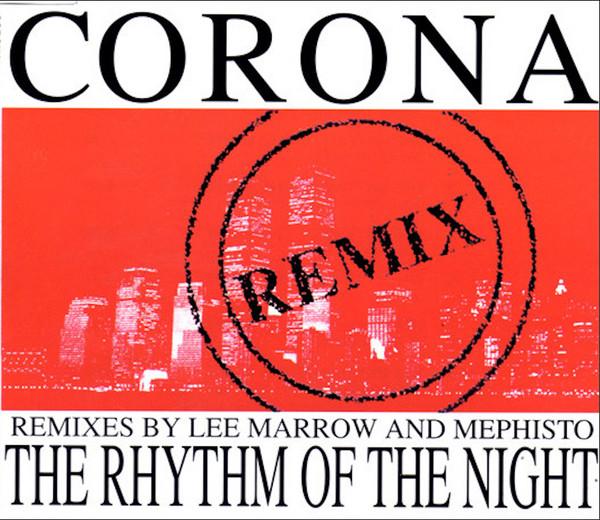 CORONA
REMIX
REMIXES BY LEE MARROW AND MEPHISTO
THE RHYTHM OF THE NIGHT